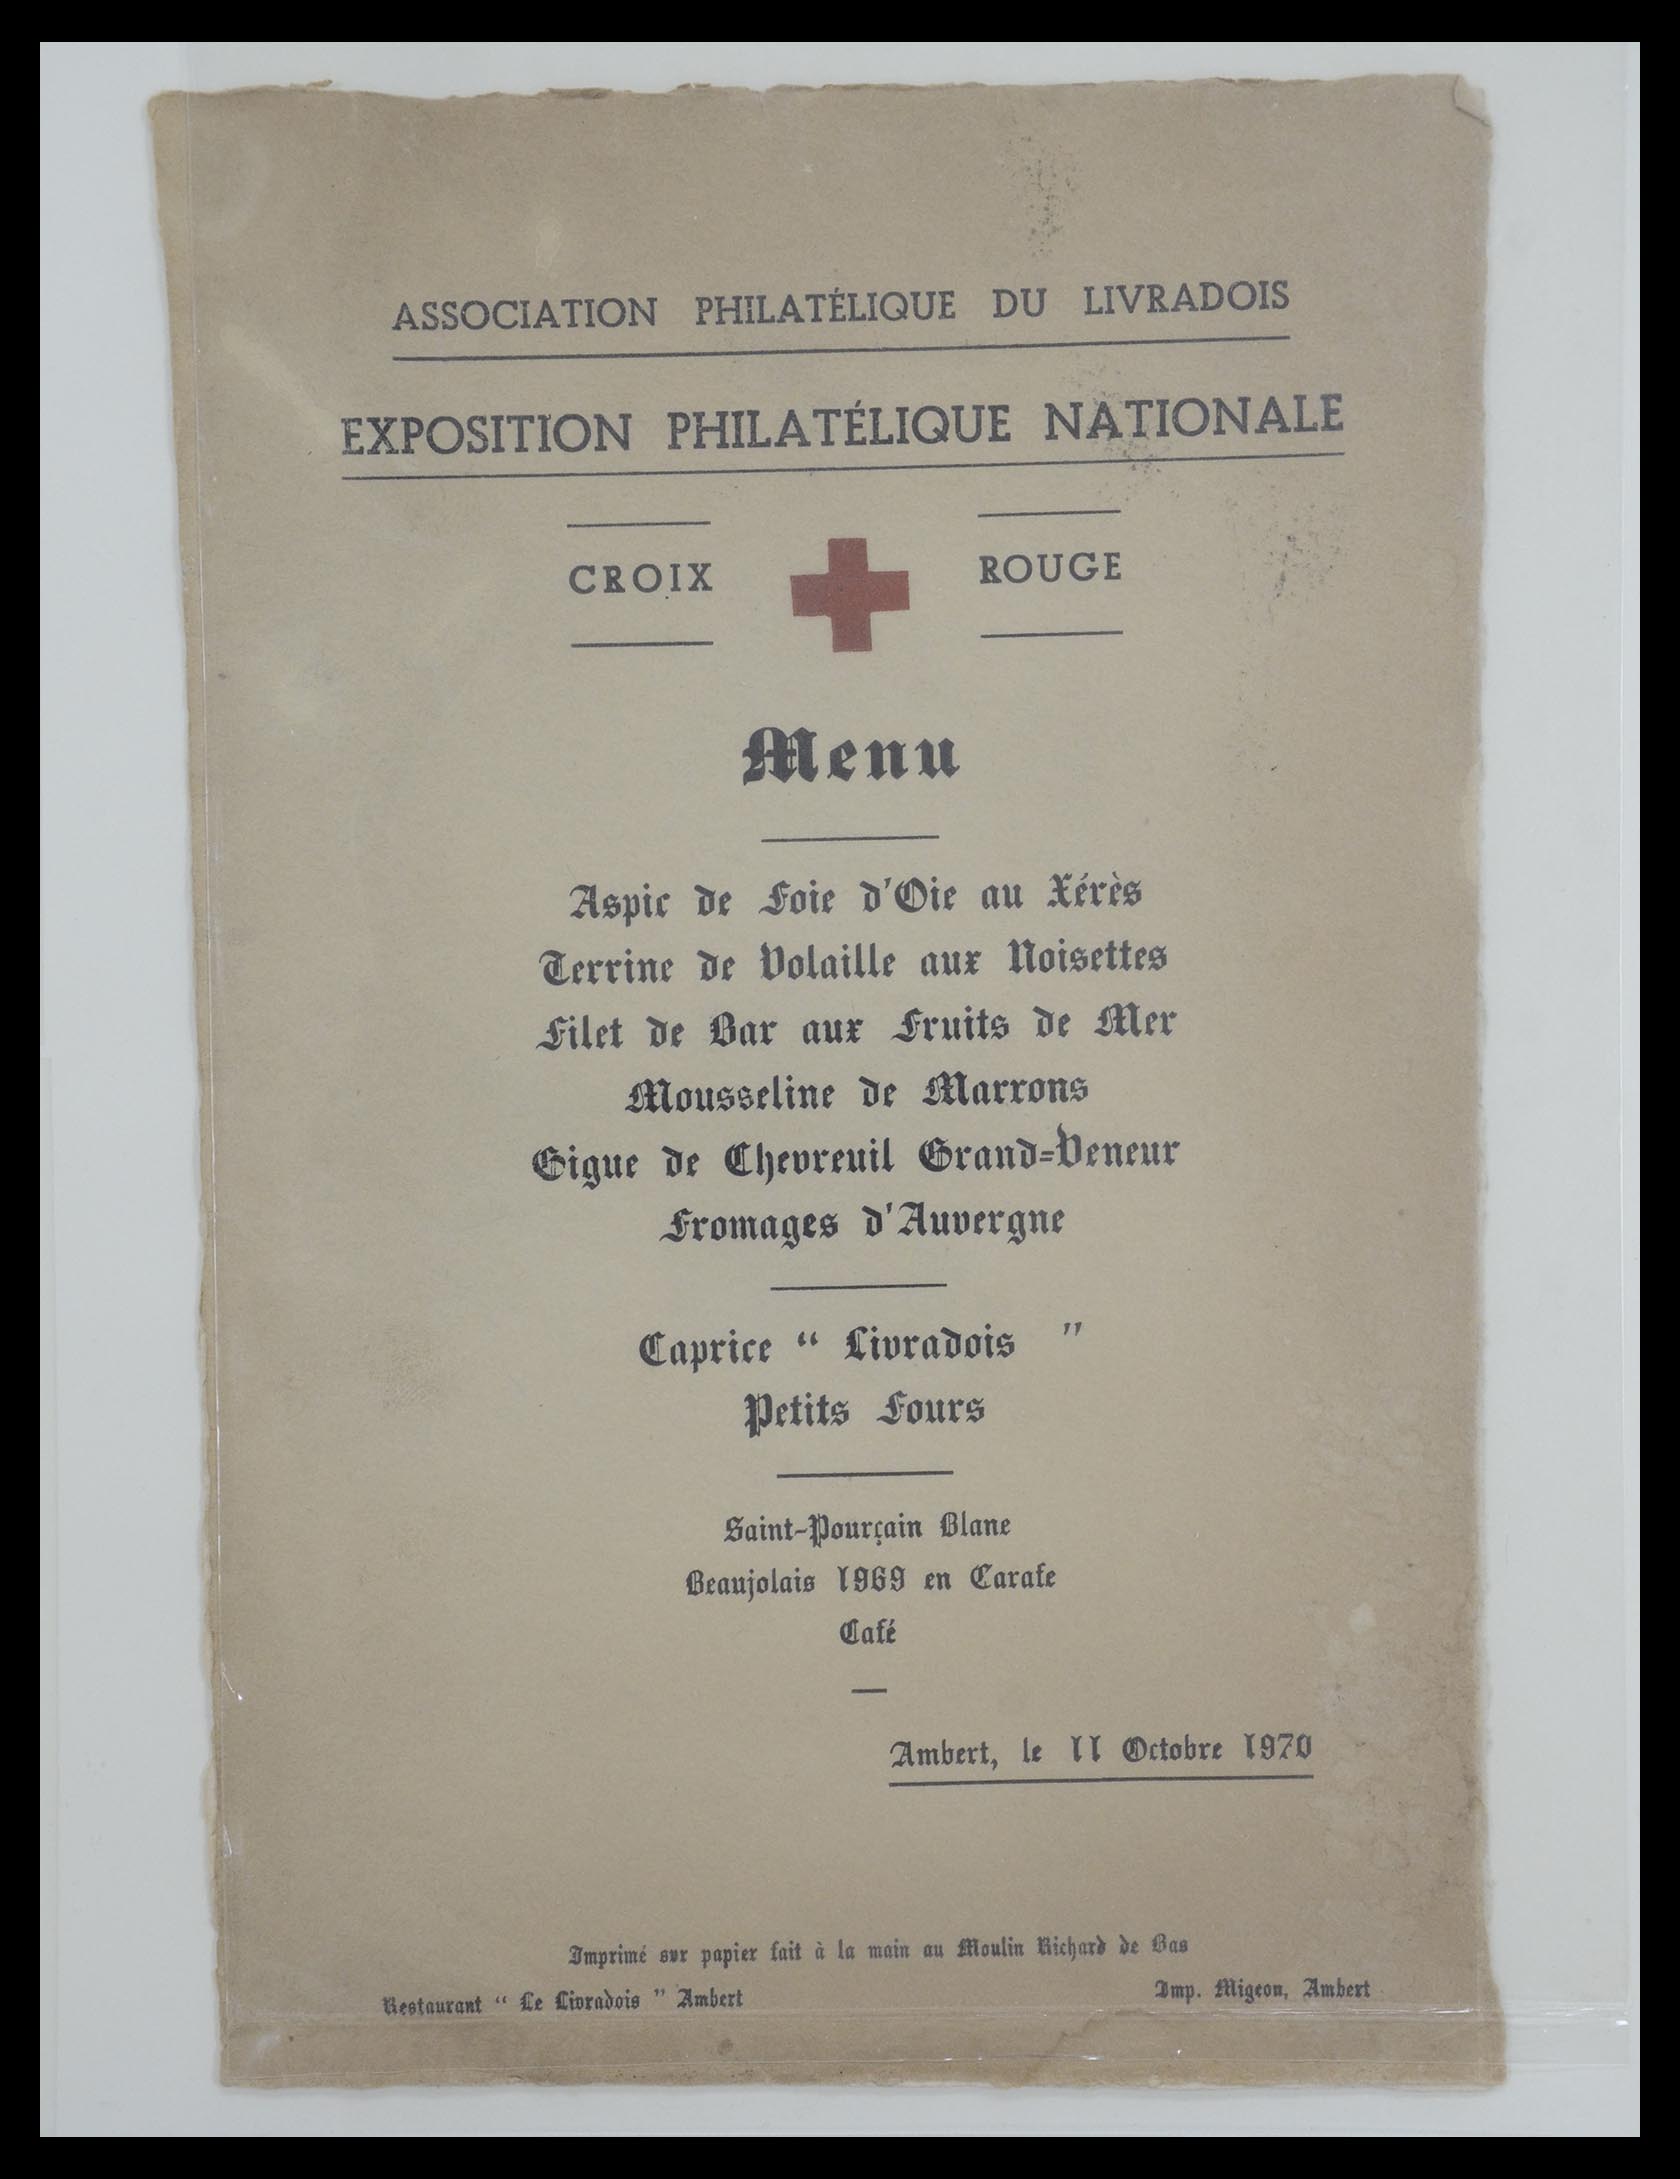 ASSOCIATION PHILATÉLIQUE DU LIVRADOIS
EXPOSITION PHILATÉLIQUE NATIONALE
CROIX ROUGE
Menu
Aspic de Foie d'Oie au Xérès
Terrine de Volaille aux Noisettes
Filet de Bar aux Fruits de Mer
Mousseline de Marrons
Gigue de Chevreuil Grand=Veneur
Fromages d'Auvergne
Caprice “ Livradois ”
Petits Fours
Saint-Pourçain Blanc
Beaujolais 1969 en Carafe
Café
Ambert, le 11 Octobre 1970
Imprimé sur papier fait à la main au Moulin Richard de Bas
Restaurant “ Le Livradois ” Ambert
Imp. Migeon, Ambert